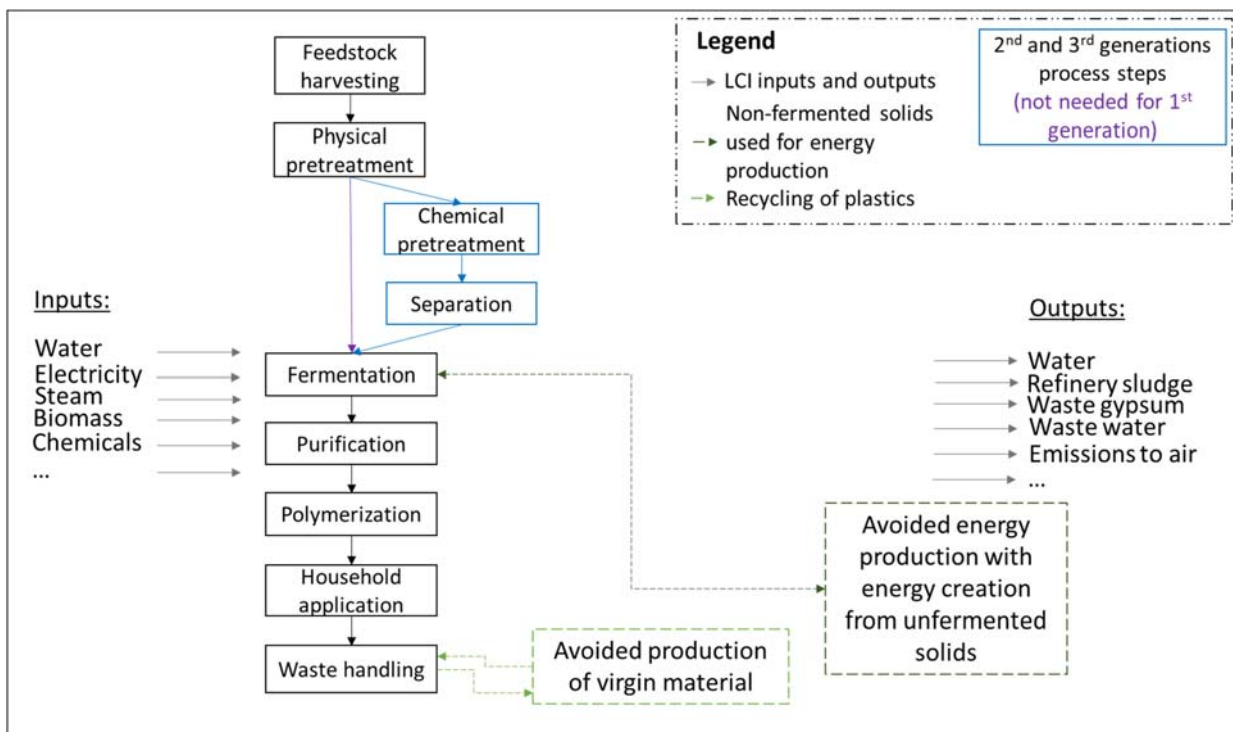 Feedstock
harvesting
Physical
pretreatment
Chemical
pretreatment
Separation
Fermentation
Purification
Polymerization
Household
application
Waste handling
Inputs:
Water
Electricity
Steam
Biomass
Chemicals
...
Legend
LCI inputs and outputs
Non-fermented solids
used for energy
production
Recycling of plastics
2nd and 3rd generations
process steps
(not needed for 1st
generation)
Outputs:
Water
Refinery sludge
Waste gypsum
Waste water
Emissions to air
...
Avoided energy
production with
energy creation
from unfermented
solids
Avoided production
of virgin material